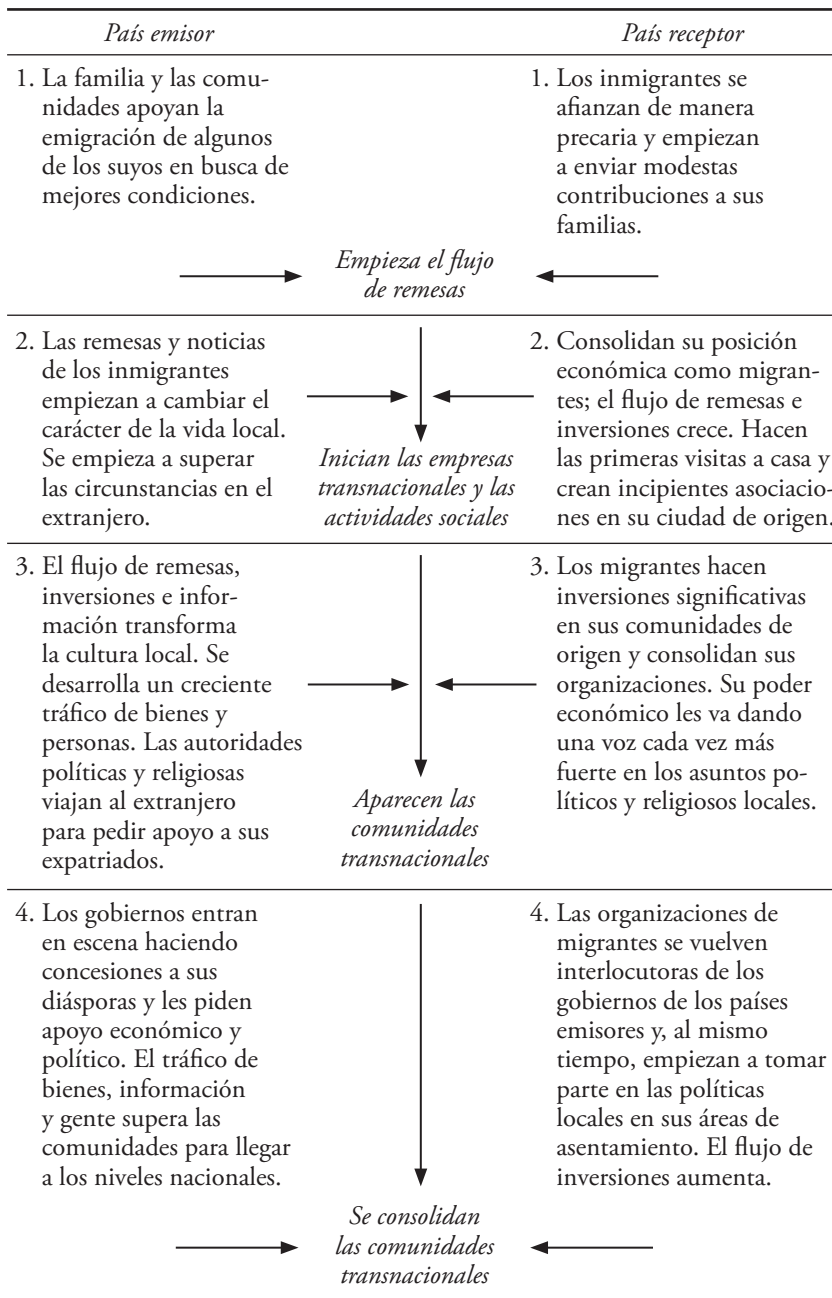 País emisor
País receptor
1. La familia y las comu-
nidades apoyan la
emigración de algunos
de los suyos en busca de
mejores condiciones.
1. Los inmigrantes se
afianzan de manera
precaria y empiezan
a enviar modestas
contribuciones a sus
familias.
Empieza el flujo
de remesas
2. Las remesas y noticias
de los inmigrantes
empiezan a cambiar el
carácter de la vida local.
Se empieza a superar
las circunstancias en el
extranjero.
Inician las empresas
transnacionales y las
actividades sociales
2. Consolidan su posición
económica como migran-
tes; el flujo de remesas e
inversiones crece. Hacen
las primeras visitas a casa y
crean incipientes asociacio-
nes en su ciudad de origen.
3. El flujo de remesas,
inversiones e infor-
mación transforma
la cultura local. Se
desarrolla un creciente
tráfico de bienes y
personas. Las autoridades
políticas y religiosas
viajan al extranjero
para pedir apoyo a sus
expatriados.
Aparecen las
comunidades
transnacionales
3. Los migrantes hacen
inversiones significativas
en sus comunidades de
origen y consolidan sus
organizaciones. Su poder
económico les va dando
una voz cada vez más
fuerte en los asuntos po-
líticos y religiosos locales.
4. Los gobiernos entran
en escena haciendo
concesiones a sus
diásporas y les piden
apoyo económico y
político. El tráfico de
bienes, información
y gente supera las
comunidades para llegar
a los niveles nacionales.
4. Las organizaciones de
migrantes se vuelven
interlocutoras de los
gobiernos de los países
emisores y, al mismo
tiempo, empiezan a tomar
parte en las políticas
locales en sus áreas de
asentamiento. El flujo de
inversiones aumenta.
Se consolidan
las comunidades
transnacionales